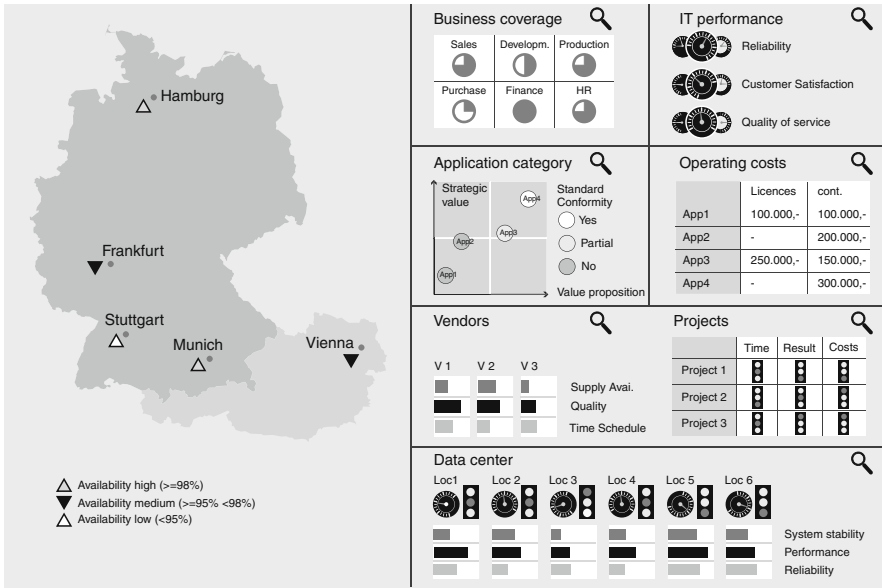 Hamburg
Frankfurt
Stuttgart
Munich
Vienna
Availability high (>=98%)
Availability medium (>=95% <98%)
Availability low (<95%)
Business coverage
Sales Developm. Production
Purchase Finance HR
IT performance
Reliability
Customer Satisfaction
Quality of service
Application category
Strategic
value
App4
App3
App2
App1
Value proposition
Standard
Conformity
Yes
Partial
No
Operating costs
Licences cont.
App1 100.000,- 100.000,-
App2 - 200.000,-
App3 250.000,- 150.000,-
App4 - 300.000,-
Vendors
V 1 V 2 V 3
Supply Avai.
Quality
Time Schedule
Projects
Time Result Costs
Project 1
Project 2
Project 3
Data center
Loc1 Loc 2 Loc 3 Loc 4 Loc 5 Loc 6
System stability
Performance
Reliability